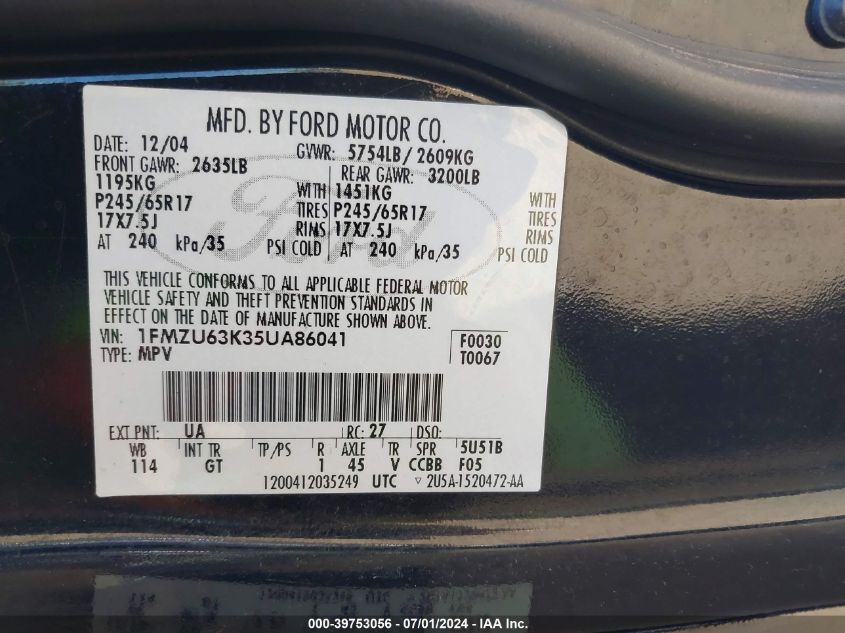 MFD. BY FORD MOTOR CO.
DATE: 12/04 GVWR: 5754LB/2609KG
FRONT GAWR: 2635LB REAR GAWR: 3200LB
1195KG WITH 1451KG WITH
P245/65R17 TIRES P245/65R17 TIRES
17X7.5J RIMS 17X7.5J RIMS
AT 240 kPa/35 PSI COLD AT 240 kPa/35 PSI COLD
Ford
THIS VEHICLE CONFORMS TO ALL APPLICABLE FEDERAL MOTOR
VEHICLE SAFETY AND THEFT PREVENTION STANDARDS IN
EFFECT ON THE DATE OF MANUFACTURE SHOWN ABOVE.
VIN: 1FMZU63K35UA86041 F0030
TYPE: MPV T0067
EXT PNT: UA RC: 27 DSO:
WB INT TR TP/PS R AXLE TR SPR 5U51B
114 GT 1 45 V CCBB F05
1200412035249 UTC ▽ 2U5A-1520472-AA
000-39753056 - 07/01/2024 - IAA Inc.